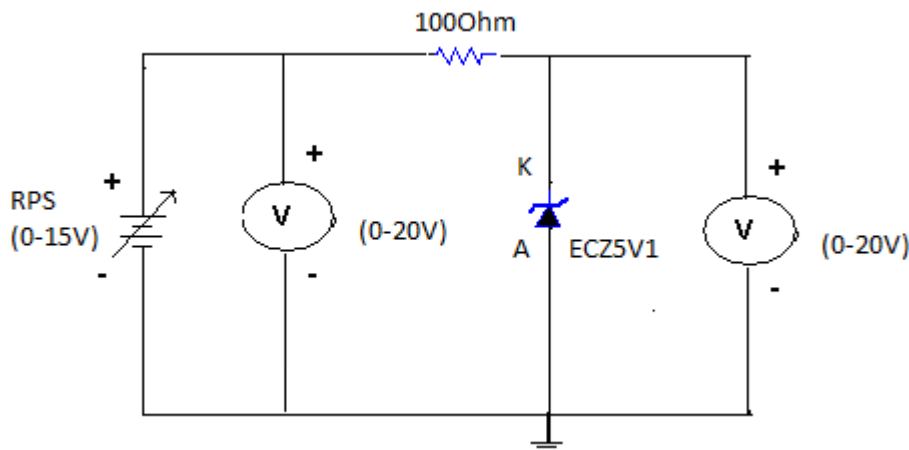 100Ohm
+
+
K
+
RPS
(0-15V)
V
(0-20V)
A
ECZ5V1
V
(0-20V)
-
-
-